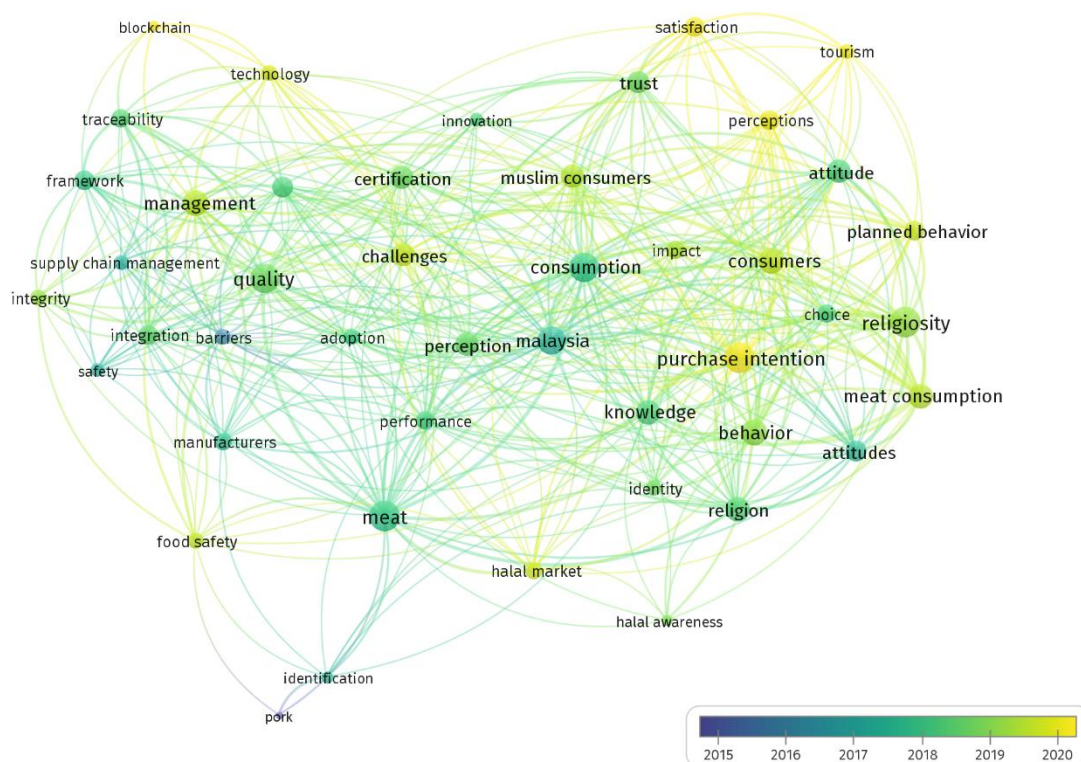 blockchain
satisfaction
tourism
technology
trust
traceability
innovation
perceptions
framework
certification
muslim consumers
attitude
management
planned behavior
supply chain management
challenges
consumption
impact
consumers
quality
integrity
choice
religiosity
integration
barriers
adoption
perception
malaysia
purchase intention
safety
meat consumption
knowledge
performance
behavior
manufacturers
attitudes
identity
religion
meat
food safety
halal market
halal awareness
identification
pork
2015
2016
2017
2018
2019
2020